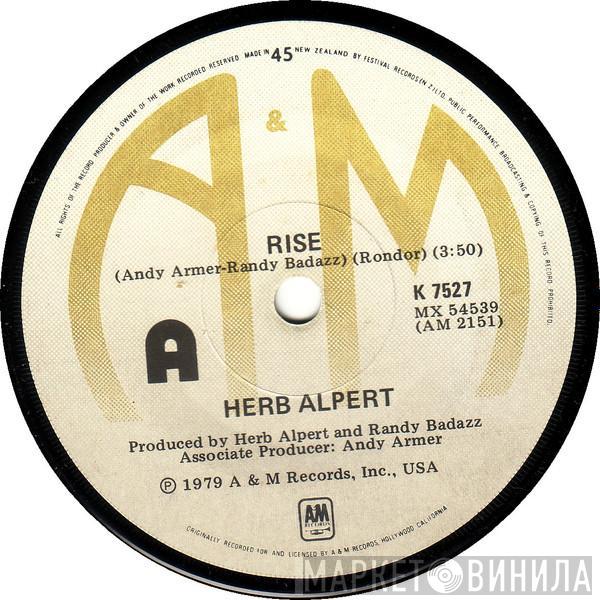 ALL RIGHTS OF THE RECORD PRODUCER & OWNER OF THE WORK RECORDED RESERVED MADE IN 45 NEW ZEALAND BY FESTIVAL RECORDS (N.Z.) LTD. PUBLIC PERFORMANCE BROADCASTING & COPYING OF THIS RECORD PROHIBITED.
A & M
RISE
(Andy Armer-Randy Badazz) (Rondor) (3:50)
K 7527
MX 54539
(AM 2151)
A
HERB ALPERT
Produced by Herb Alpert and Randy Badazz
Associate Producer: Andy Armer
℗ 1979 A & M Records, Inc., USA
A&M
RECORDS
ORIGINALLY RECORDED FOR AND LICENSED BY A & M RECORDS, HOLLYWOOD CALIFORNIA
МАРКЕТ ВИНИЛА